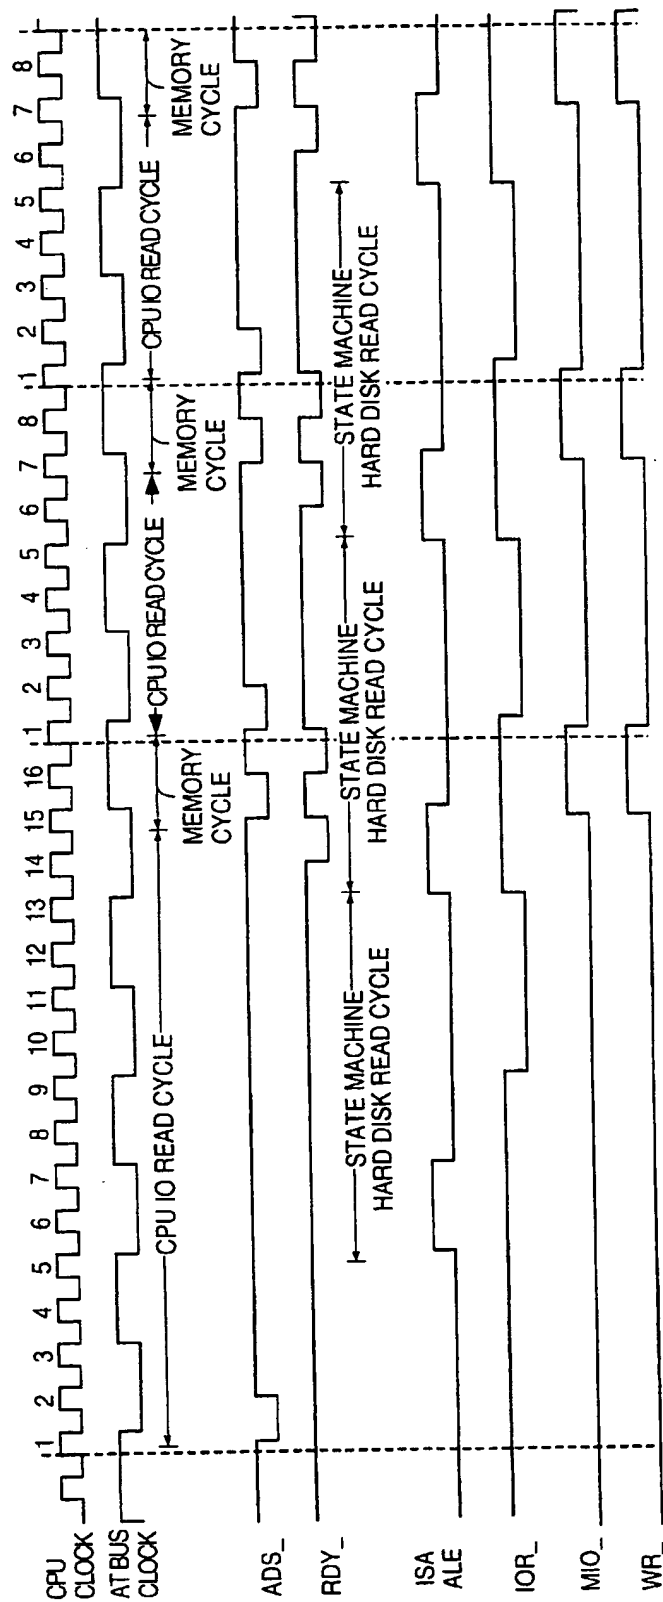 CPU
CLOCK
1 2 3 4 5 6 7 8 9 10 11 12 13 14 15 16 1 2 3 4 5 6 7 8 1 2 3 4 5 6 7 8
AT BUS
CLOCK
CPU IO READ CYCLE
MEMORY
CYCLE
CPU IO READ CYCLE
MEMORY
CYCLE
CPU IO READ CYCLE
MEMORY
CYCLE
ADS_
RDY_
STATE MACHINE
HARD DISK READ CYCLE
STATE MACHINE
HARD DISK READ CYCLE
STATE MACHINE
HARD DISK READ CYCLE
ISA
ALE
IOR_
MIO_
WR_